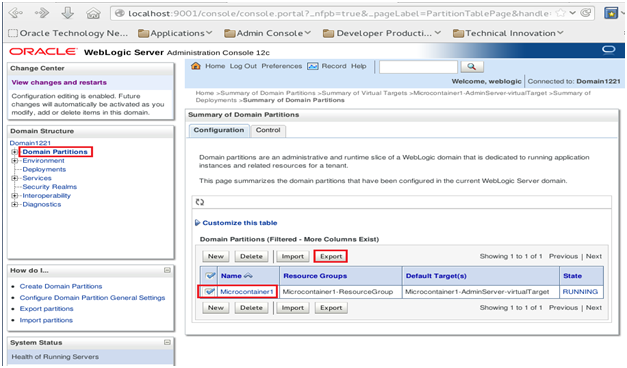 localhost:9001/console/console.portal?_nfpb=true&_pageLabel=PartitionTablePage&handle
Oracle Technology Ne...
Applications
Admin Console
Developer Producti...
Technical Innovation
ORACLE WebLogic Server Administration Console 12c
Change Center
View changes and restarts
Configuration editing is enabled. Future
changes will automatically be activated as you
modify, add or delete items in this domain.
Domain Structure
Domain1221
Domain Partitions
Environment
Deployments
Services
Security Realms
Interoperability
Diagnostics
How do I...
Create Domain Partitions
Configure Domain Partition General Settings
Export partitions
Import partitions
System Status
Health of Running Servers
Home Log Out Preferences Record Help
Welcome, weblogic Connected to: Domain1221
Home >Summary of Domain Partitions >Summary of Virtual Targets >Microcontainer1-AdminServer-virtualTarget >Summary of
Deployments >Summary of Domain Partitions
Summary of Domain Partitions
Configuration Control
Domain partitions are an administrative and runtime slice of a WebLogic domain that is dedicated to running application
instances and related resources for a tenant.
This page summarizes the domain partitions that have been configured in the current WebLogic Server domain.
Customize this table
Domain Partitions (Filtered - More Columns Exist)
New Delete Import Export Showing 1 to 1 of 1 Previous | Next
Name Resource Groups Default Target(s) State
Microcontainer1 Microcontainer1-ResourceGroup Microcontainer1-AdminServer-virtualTarget RUNNING
New Delete Import Export Showing 1 to 1 of 1 Previous | Next